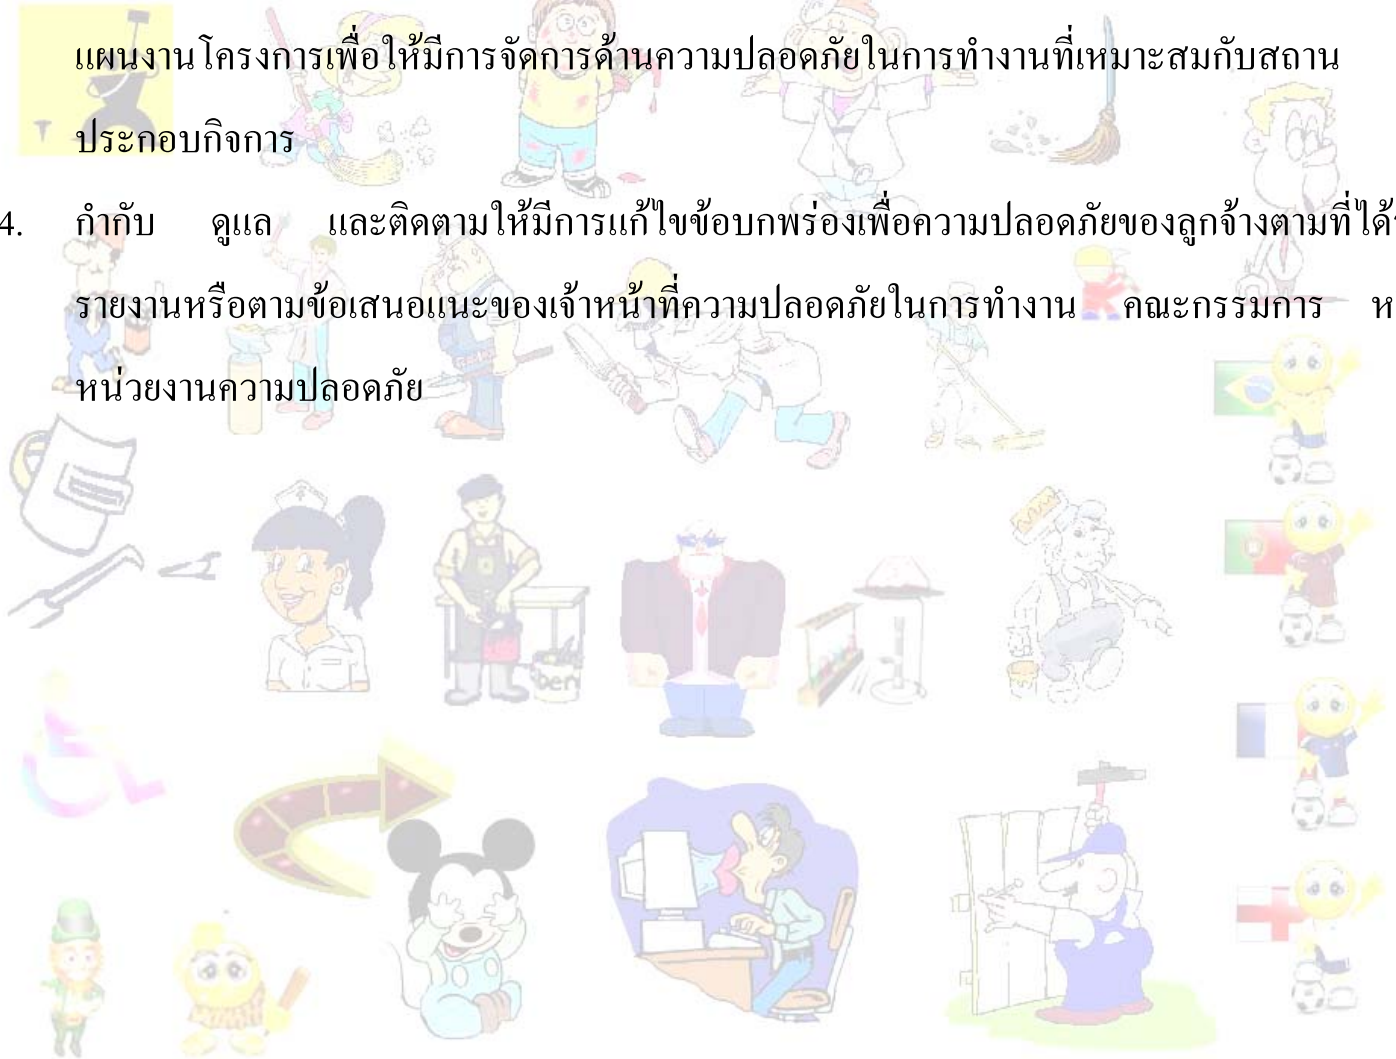 แผนงานโครงการเพื่อให้มีการจัดการด้านความปลอดภัยในการทำงานที่เหมาะสมกับสถาน
ประกอบกิจการ
4. กำกับ ดูแล และติดตามให้มีการแก้ไขข้อบกพร่องเพื่อความปลอดภัยของลูกจ้างตามที่ได้
รายงานหรือตามข้อเสนอแนะของเจ้าหน้าที่ความปลอดภัยในการทำงาน คณะกรรมการ ห
หน่วยงานความปลอดภัย